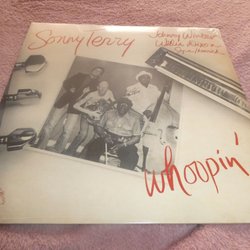 Sonny Terry
Johnny Winter
Willie Dixon
Whoopin'